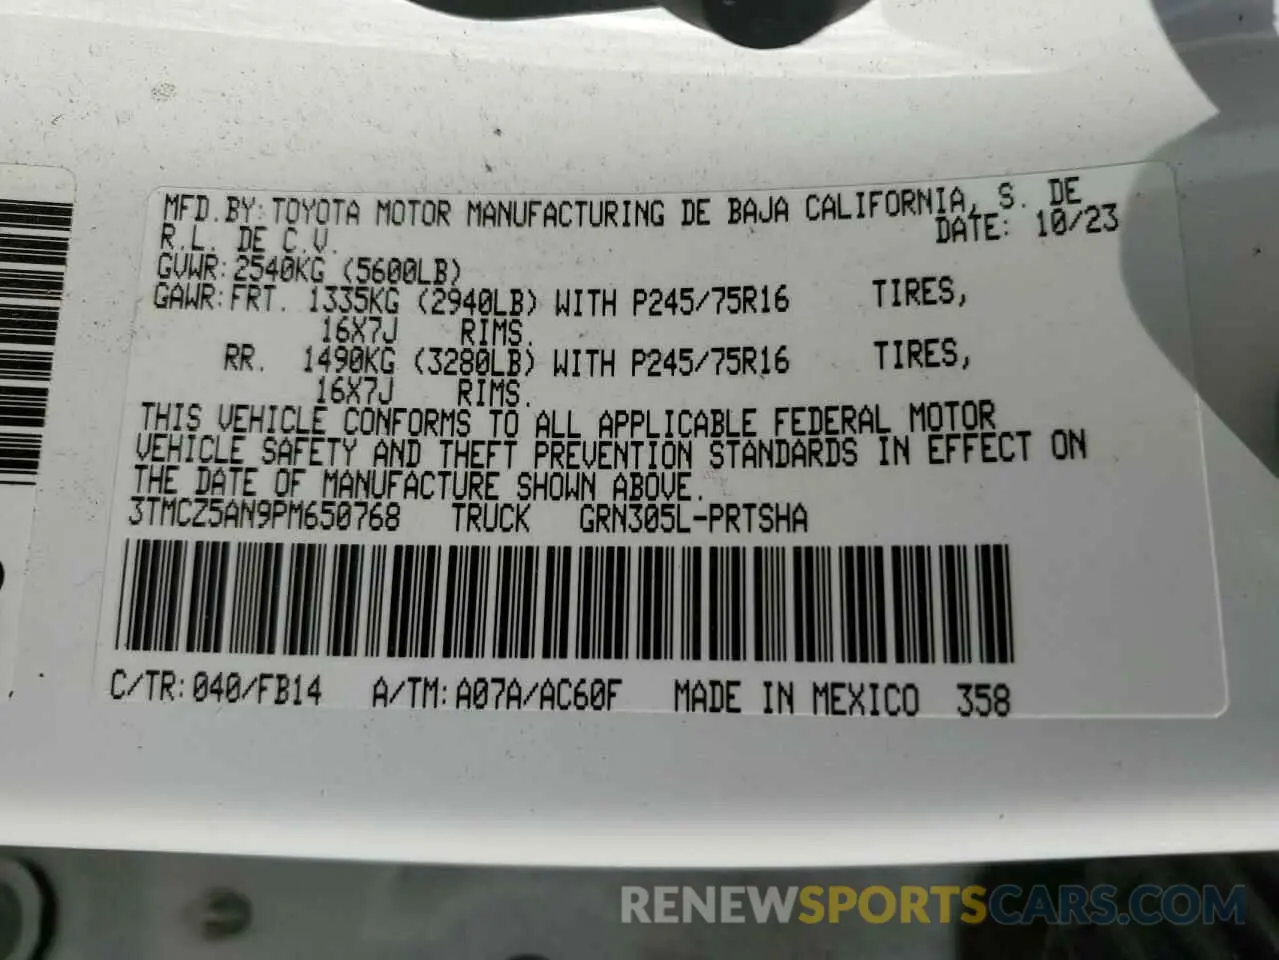 MFD.BY:TOYOTA MOTOR MANUFACTURING DE BAJA CALIFORNIA, S. DE
R.L. DE C.V. DATE: 10/23
GVWR:2540KG (5600LB)
GAWR:FRT. 1335KG (2940LB) WITH P245/75R16 TIRES,
16X7J RIMS.
RR. 1490KG (3280LB) WITH P245/75R16 TIRES,
16X7J RIMS.
THIS VEHICLE CONFORMS TO ALL APPLICABLE FEDERAL MOTOR
VEHICLE SAFETY AND THEFT PREVENTION STANDARDS IN EFFECT ON
THE DATE OF MANUFACTURE SHOWN ABOVE.
3TMCZ5AN9PM650768 TRUCK GRN305L-PRTSHA
C/TR:040/FB14 A/TM:A07A/AC60F MADE IN MEXICO 358
RENEWSPORTSCARS.COM